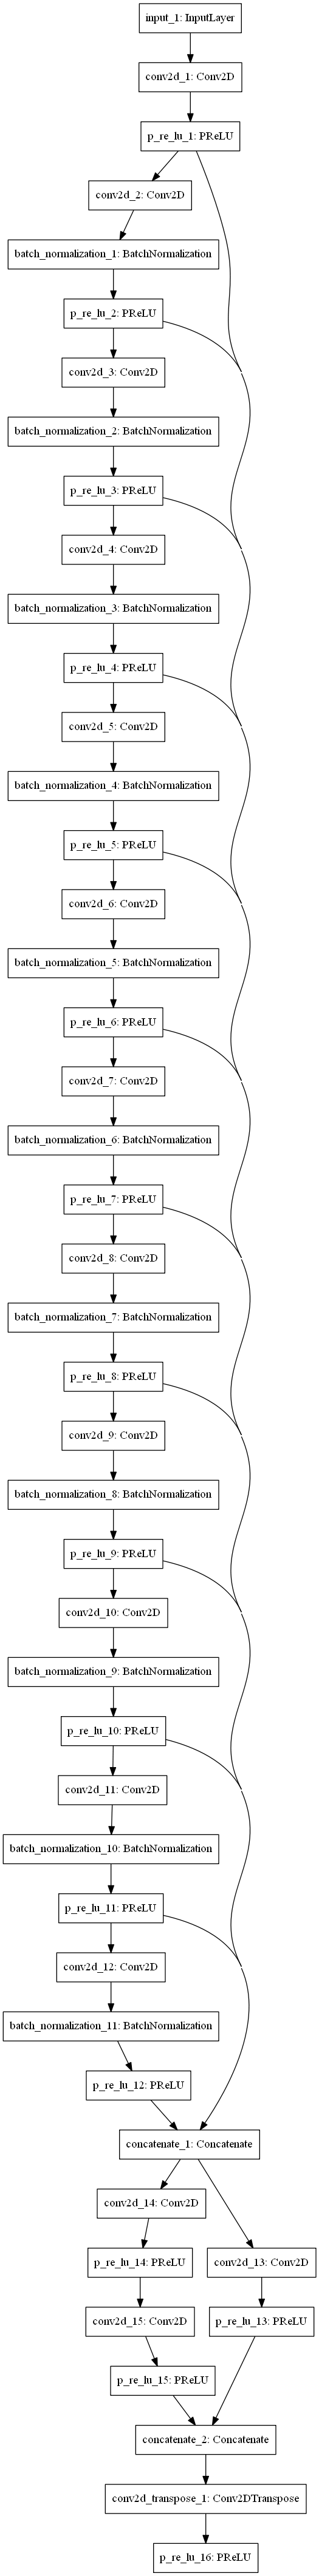 input_1: InputLayer
conv2d_1: Conv2D
p_re_lu_1: PReLU
conv2d_2: Conv2D
batch_normalization_1: BatchNormalization
p_re_lu_2: PReLU
conv2d_3: Conv2D
batch_normalization_2: BatchNormalization
p_re_lu_3: PReLU
conv2d_4: Conv2D
batch_normalization_3: BatchNormalization
p_re_lu_4: PReLU
conv2d_5: Conv2D
batch_normalization_4: BatchNormalization
p_re_lu_5: PReLU
conv2d_6: Conv2D
batch_normalization_5: BatchNormalization
p_re_lu_6: PReLU
conv2d_7: Conv2D
batch_normalization_6: BatchNormalization
p_re_lu_7: PReLU
conv2d_8: Conv2D
batch_normalization_7: BatchNormalization
p_re_lu_8: PReLU
conv2d_9: Conv2D
batch_normalization_8: BatchNormalization
p_re_lu_9: PReLU
conv2d_10: Conv2D
batch_normalization_9: BatchNormalization
p_re_lu_10: PReLU
conv2d_11: Conv2D
batch_normalization_10: BatchNormalization
p_re_lu_11: PReLU
conv2d_12: Conv2D
batch_normalization_11: BatchNormalization
p_re_lu_12: PReLU
concatenate_1: Concatenate
conv2d_14: Conv2D
p_re_lu_14: PReLU
conv2d_13: Conv2D
conv2d_15: Conv2D
p_re_lu_13: PReLU
p_re_lu_15: PReLU
concatenate_2: Concatenate
conv2d_transpose_1: Conv2DTranspose
p_re_lu_16: PReLU